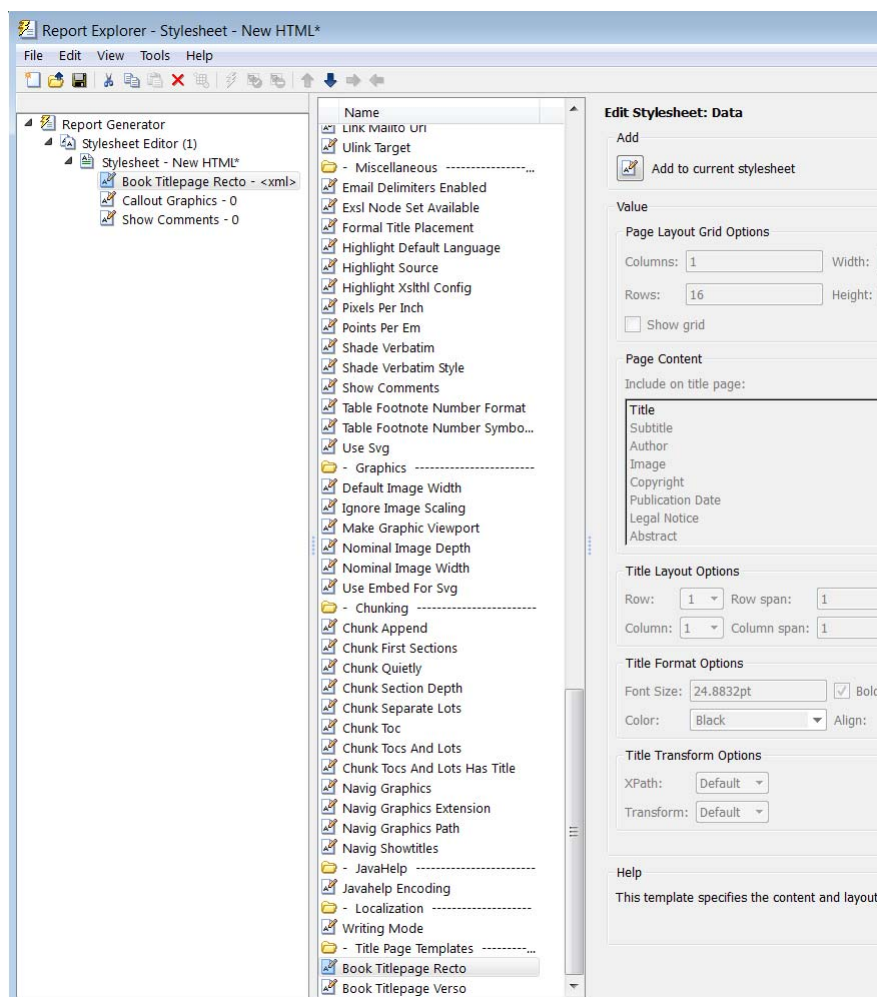 Report Explorer - Stylesheet - New HTML*
File Edit View Tools Help
Report Generator
Stylesheet Editor (1)
Stylesheet - New HTML*
Book Titlepage Recto - <xml>
Callout Graphics - 0
Show Comments - 0
Name
Link Mailto Url
Ulink Target
- Miscellaneous ----------------...
Email Delimiters Enabled
Exsl Node Set Available
Formal Title Placement
Highlight Default Language
Highlight Source
Highlight Xslthl Config
Pixels Per Inch
Points Per Em
Shade Verbatim
Shade Verbatim Style
Show Comments
Table Footnote Number Format
Table Footnote Number Symbo...
Use Svg
- Graphics ------------------------
Default Image Width
Ignore Image Scaling
Make Graphic Viewport
Nominal Image Depth
Nominal Image Width
Use Embed For Svg
- Chunking ------------------------
Chunk Append
Chunk First Sections
Chunk Quietly
Chunk Section Depth
Chunk Separate Lots
Chunk Toc
Chunk Tocs And Lots
Chunk Tocs And Lots Has Title
Navig Graphics
Navig Graphics Extension
Navig Graphics Path
Navig Showtitles
- JavaHelp ------------------------
Javahelp Encoding
- Localization --------------------
Writing Mode
- Title Page Templates ---------...
Book Titlepage Recto
Book Titlepage Verso
Edit Stylesheet: Data
Add
Add to current stylesheet
Value
Page Layout Grid Options
Columns: 1 Width:
Rows: 16 Height:
Show grid
Page Content
Include on title page:
Title
Subtitle
Author
Image
Copyright
Publication Date
Legal Notice
Abstract
Title Layout Options
Row: 1 Row span: 1
Column: 1 Column span: 1
Title Format Options
Font Size: 24.8832pt Bold
Color: Black Align:
Title Transform Options
XPath: Default
Transform: Default
Help
This template specifies the content and layout